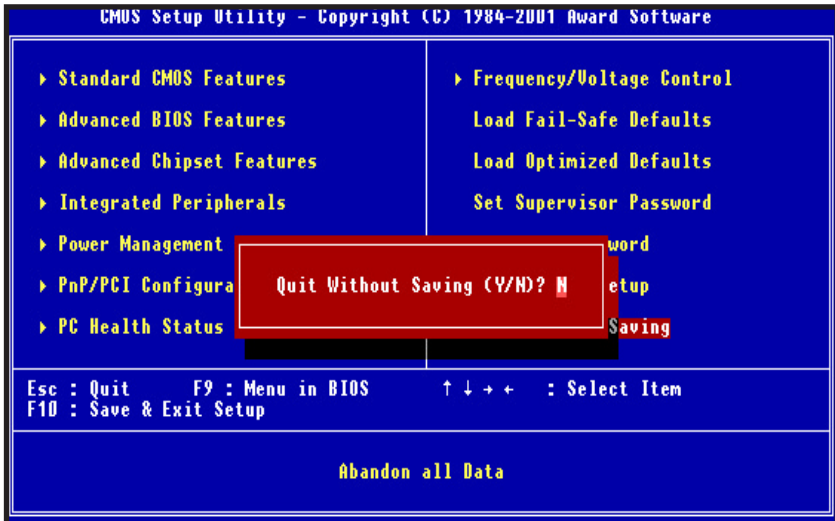 CMOS Setup Utility - Copyright (C) 1984-2001 Award Software
Standard CMOS Features
Advanced BIOS Features
Advanced Chipset Features
Integrated Peripherals
Power Management
PnP/PCI Configura
PC Health Status
Frequency/Voltage Control
Load Fail-Safe Defaults
Load Optimized Defaults
Set Supervisor Password
word
etup
Saving
Quit Without Saving (Y/N)? N
Esc : Quit F9 : Menu in BIOS ↑ ↓ → ← : Select Item
F10 : Save & Exit Setup
Abandon all Data